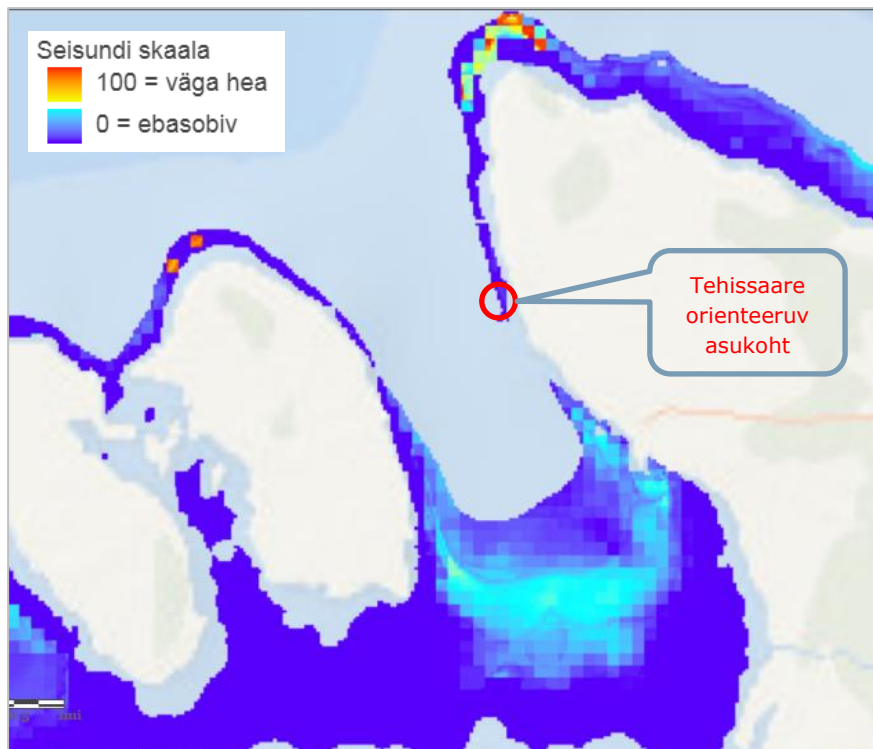 Seisundi skaala
100 = väga hea
0 = ebasobiv
Tehissaare
orienteeruv
asukoht